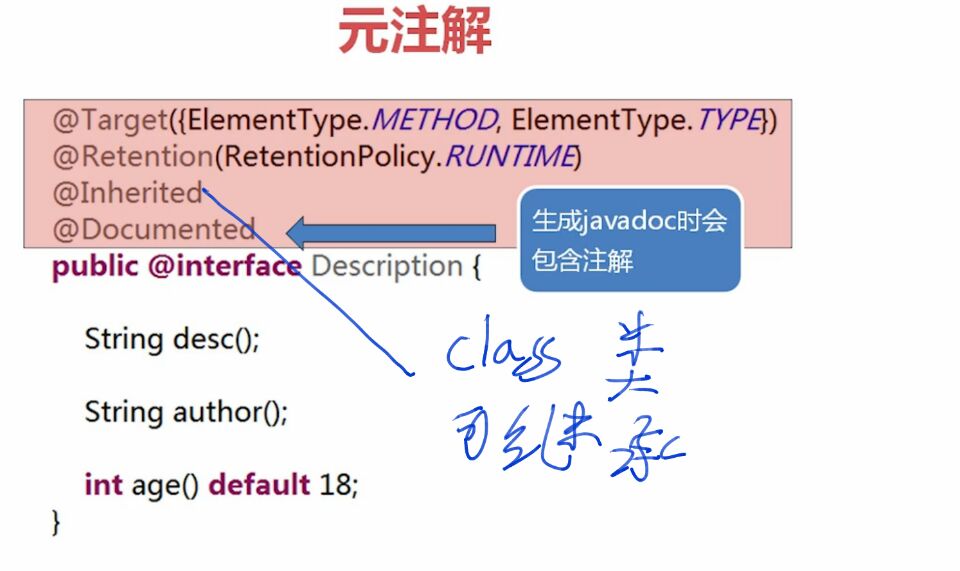 元注解
@Target({ElementType.METHOD, ElementType.TYPE})
@Retention(RetentionPolicy.RUNTIME)
@Inherited
@Documented
生成javadoc时会
包含注解
public @interface Description {
String desc();
class 类
String author();
可继承
int age() default 18;
}